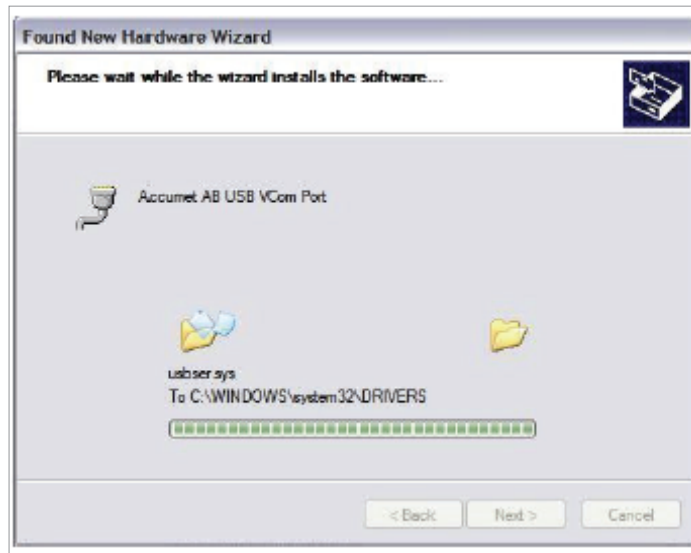 Found New Hardware Wizard
Please wait while the wizard installs the software...
Accumet AB USB VCom Port
usbser.sys
To C:\WINDOWS\system32\DRIVERS
< Back Next > Cancel